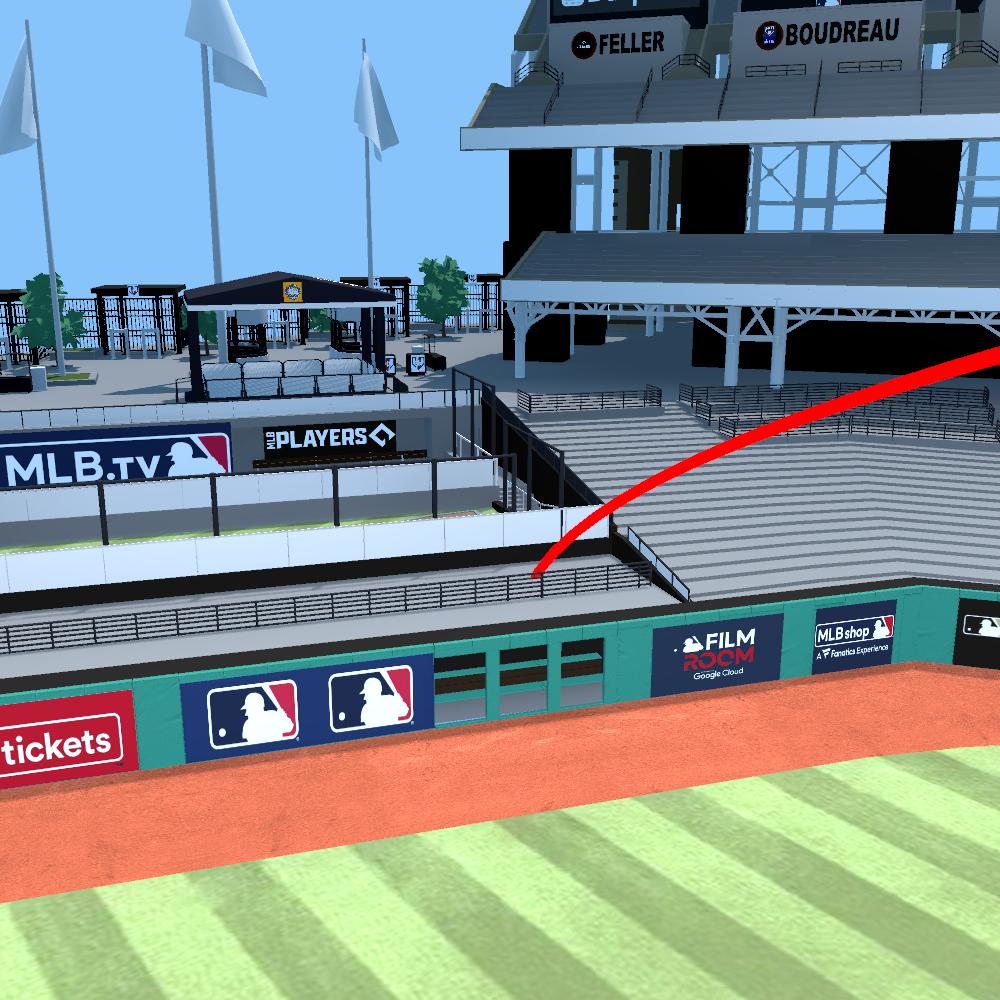 FELLER
BOUDREAU
MLB.TV
MLB PLAYERS
tickets
FILM
ROOM
Google Cloud
MLB shop
A Fanatics Experience